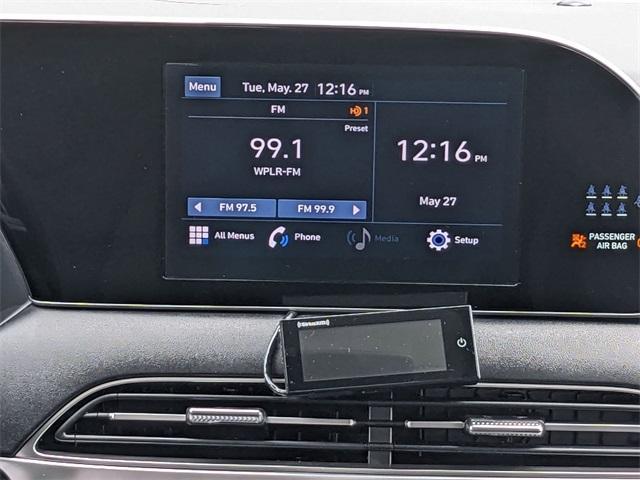 Menu Tue, May. 27 12:16 PM
FM 1
Preset
99.1
WPLR-FM
12:16 PM
May 27
FM 97.5 FM 99.9
All Menus Phone Media Setup
PASSENGER
AIR BAG
SiriusXM